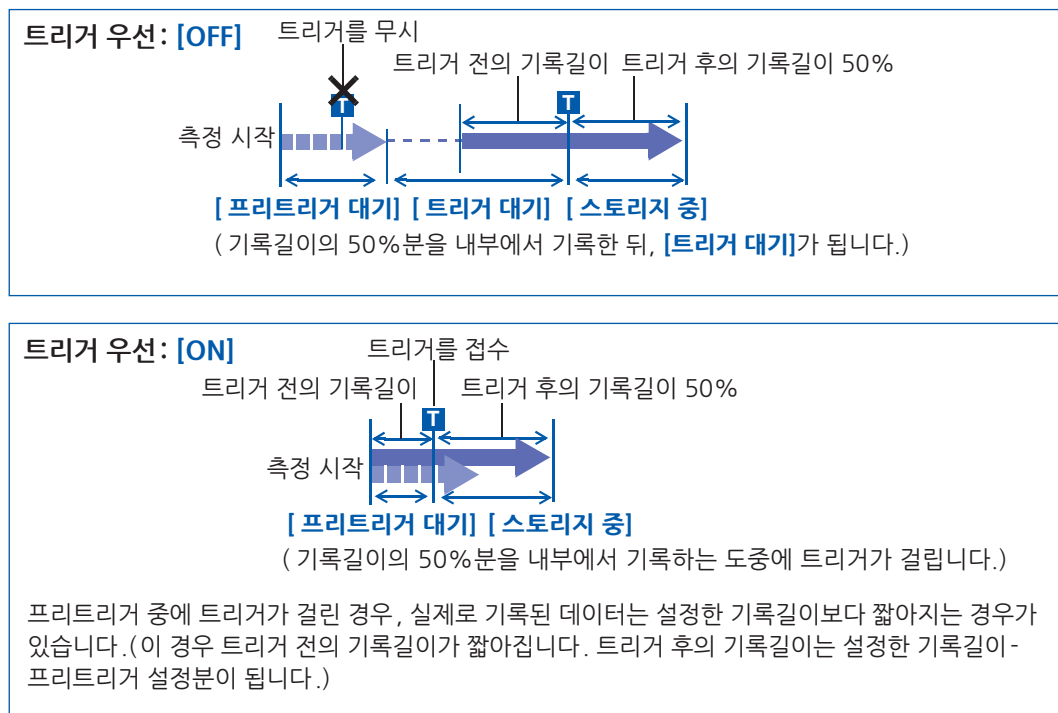 트리거 우선: [OFF]
트리거를 무시
트리거 전의 기록길이 트리거 후의 기록길이 50%
T
T
측정 시작
[ 프리트리거 대기] [ 트리거 대기] [ 스토리지 중]
( 기록길이의 50%분을 내부에서 기록한 뒤, [트리거 대기]가 됩니다.)
트리거 우선: [ON]
트리거를 접수
트리거 전의 기록길이 트리거 후의 기록길이 50%
T
측정 시작
[ 프리트리거 대기] [ 스토리지 중]
( 기록길이의 50%분을 내부에서 기록하는 도중에 트리거가 걸립니다.)
프리트리거 중에 트리거가 걸린 경우, 실제로 기록된 데이터는 설정한 기록길이보다 짧아지는 경우가
있습니다.(이 경우 트리거 전의 기록길이가 짧아집니다. 트리거 후의 기록길이는 설정한 기록길이-
프리트리거 설정분이 됩니다.)